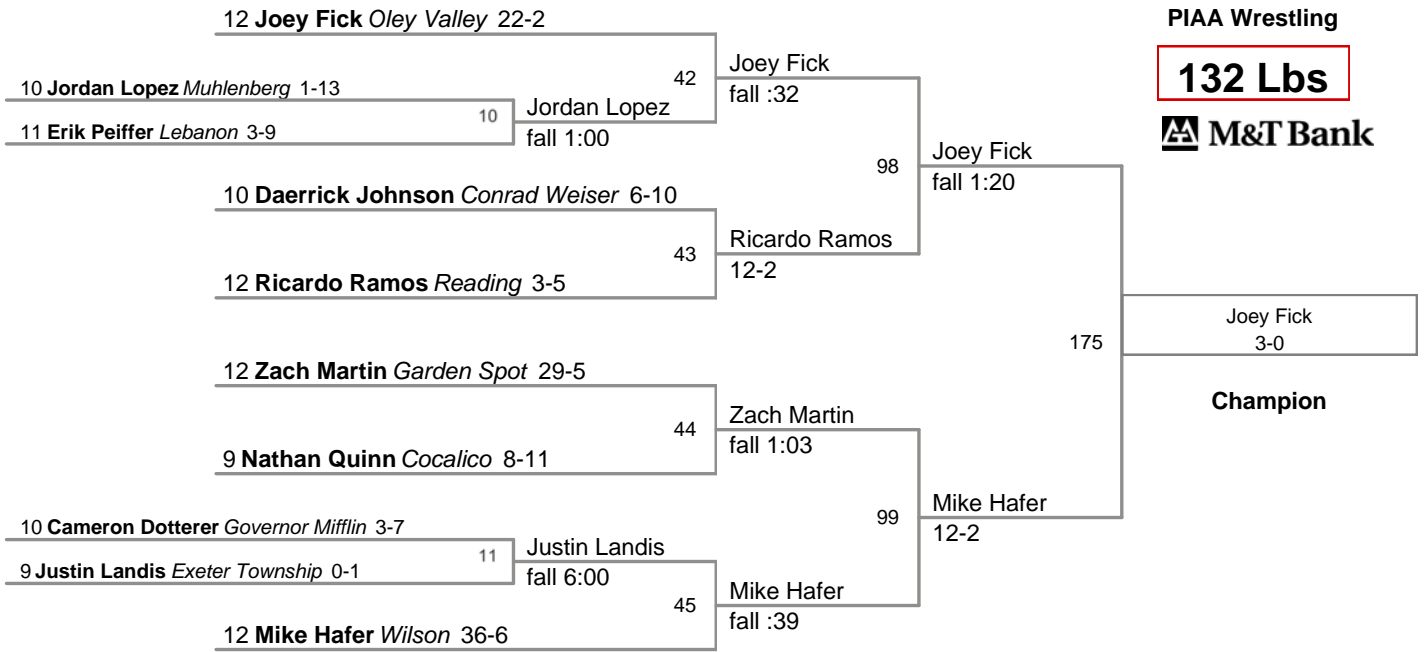 12 Joey Fick Oley Valley 22-2
PIAA Wrestling
132 Lbs
M&T Bank
Joey Fick
42
fall :32
10 Jordan Lopez Muhlenberg 1-13
10
Jordan Lopez
11 Erik Peiffer Lebanon 3-9
fall 1:00
Joey Fick
98
fall 1:20
10 Daerrick Johnson Conrad Weiser 6-10
Ricardo Ramos
43
12-2
12 Ricardo Ramos Reading 3-5
Joey Fick
175
3-0
Champion
12 Zach Martin Garden Spot 29-5
Zach Martin
44
fall 1:03
9 Nathan Quinn Cocalico 8-11
Mike Hafer
99
12-2
10 Cameron Dotterer Governor Mifflin 3-7
11
Justin Landis
9 Justin Landis Exeter Township 0-1
fall 6:00
Mike Hafer
45
fall :39
12 Mike Hafer Wilson 36-6